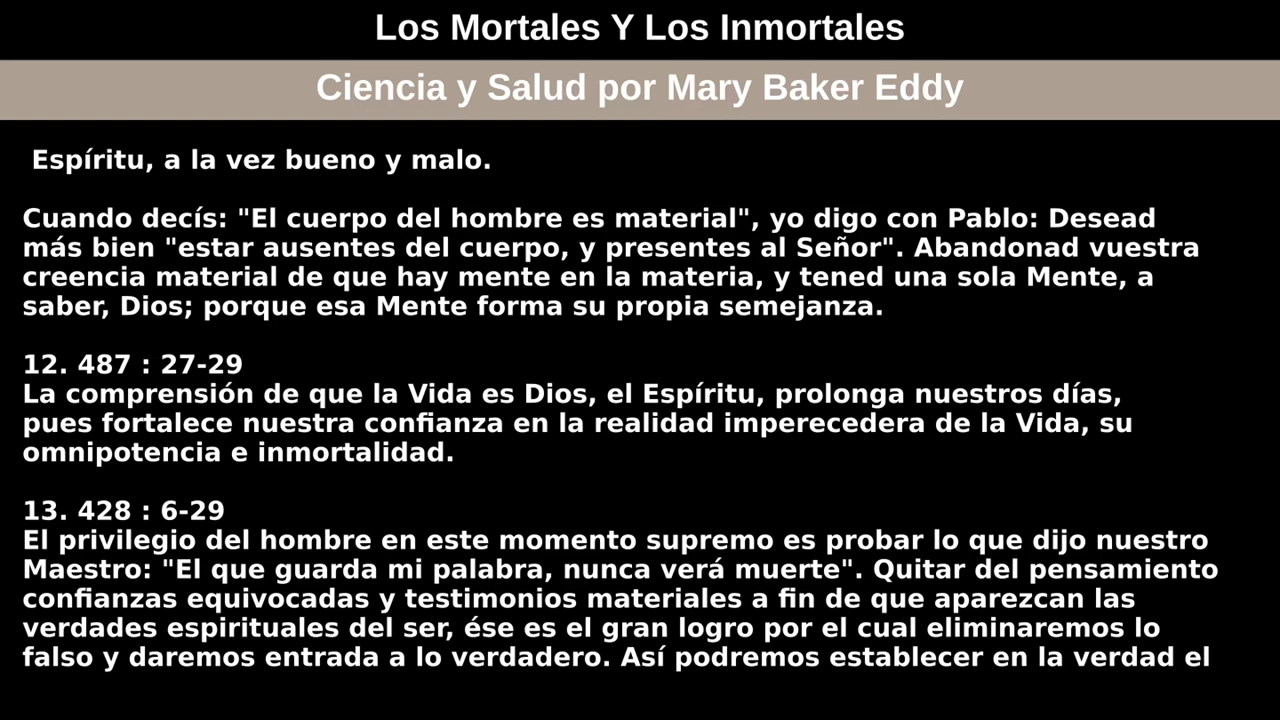 Los Mortales Y Los Inmortales
Ciencia y Salud por Mary Baker Eddy
Espíritu, a la vez bueno y malo.
Cuando decís: "El cuerpo del hombre es material", yo digo con Pablo: Desead
más bien "estar ausentes del cuerpo, y presentes al Señor". Abandonad vuestra
creencia material de que hay mente en la materia, y tened una sola Mente, a
saber, Dios; porque esa Mente forma su propia semejanza.
12. 487 : 27-29
La comprensión de que la Vida es Dios, el Espíritu, prolonga nuestros días,
pues fortalece nuestra confianza en la realidad imperecedera de la Vida, su
omnipotencia e inmortalidad.
13. 428 : 6-29
El privilegio del hombre en este momento supremo es probar lo que dijo nuestro
Maestro: "El que guarda mi palabra, nunca verá muerte". Quitar del pensamiento
confianzas equivocadas y testimonios materiales a fin de que aparezcan las
verdades espirituales del ser, ése es el gran logro por el cual eliminaremos lo
falso y daremos entrada a lo verdadero. Así podremos establecer en la verdad el